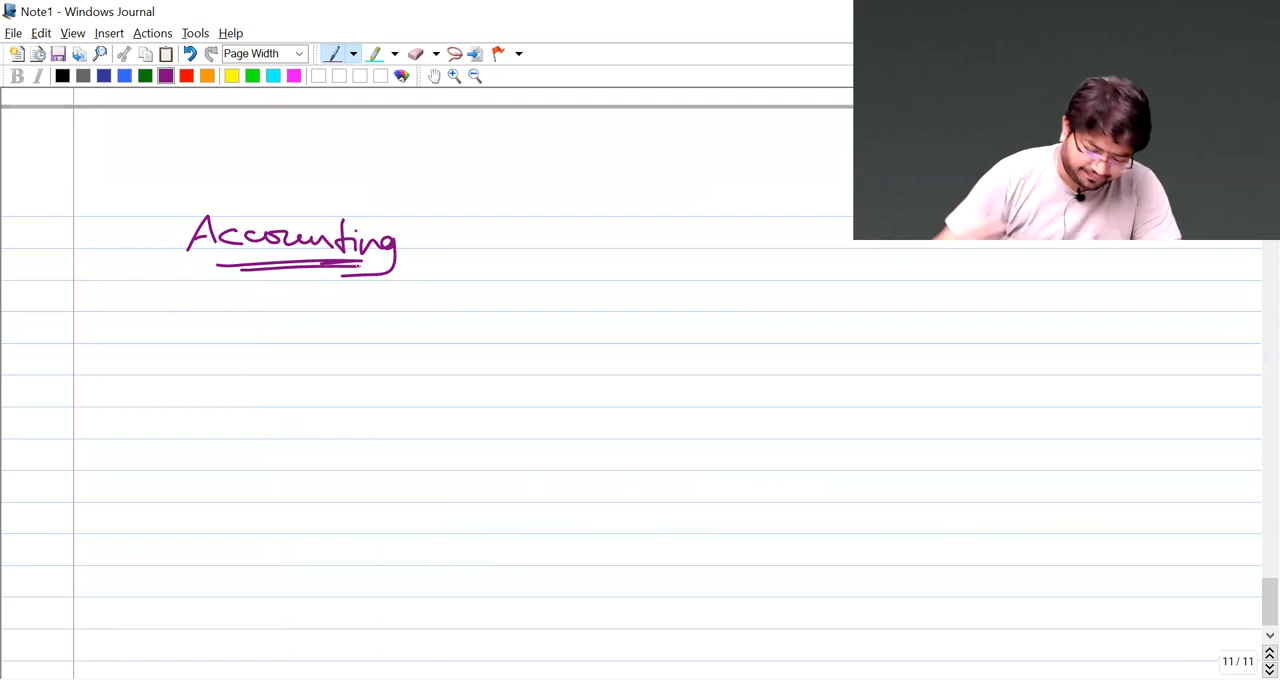 Note1 - Windows Journal
File Edit View Insert Actions Tools Help
Page Width
B I
Accounting
11 / 11